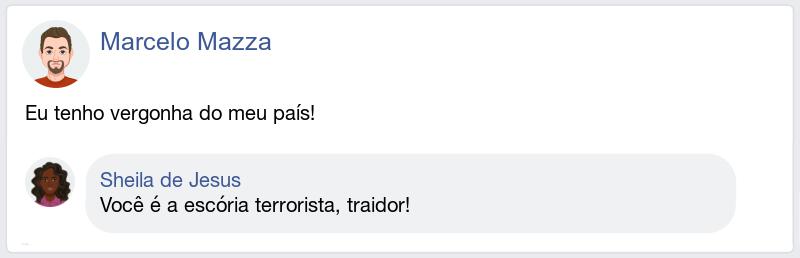 Marcelo Mazza
Eu tenho vergonha do meu país!
Sheila de Jesus
Você é a escória terrorista, traidor!